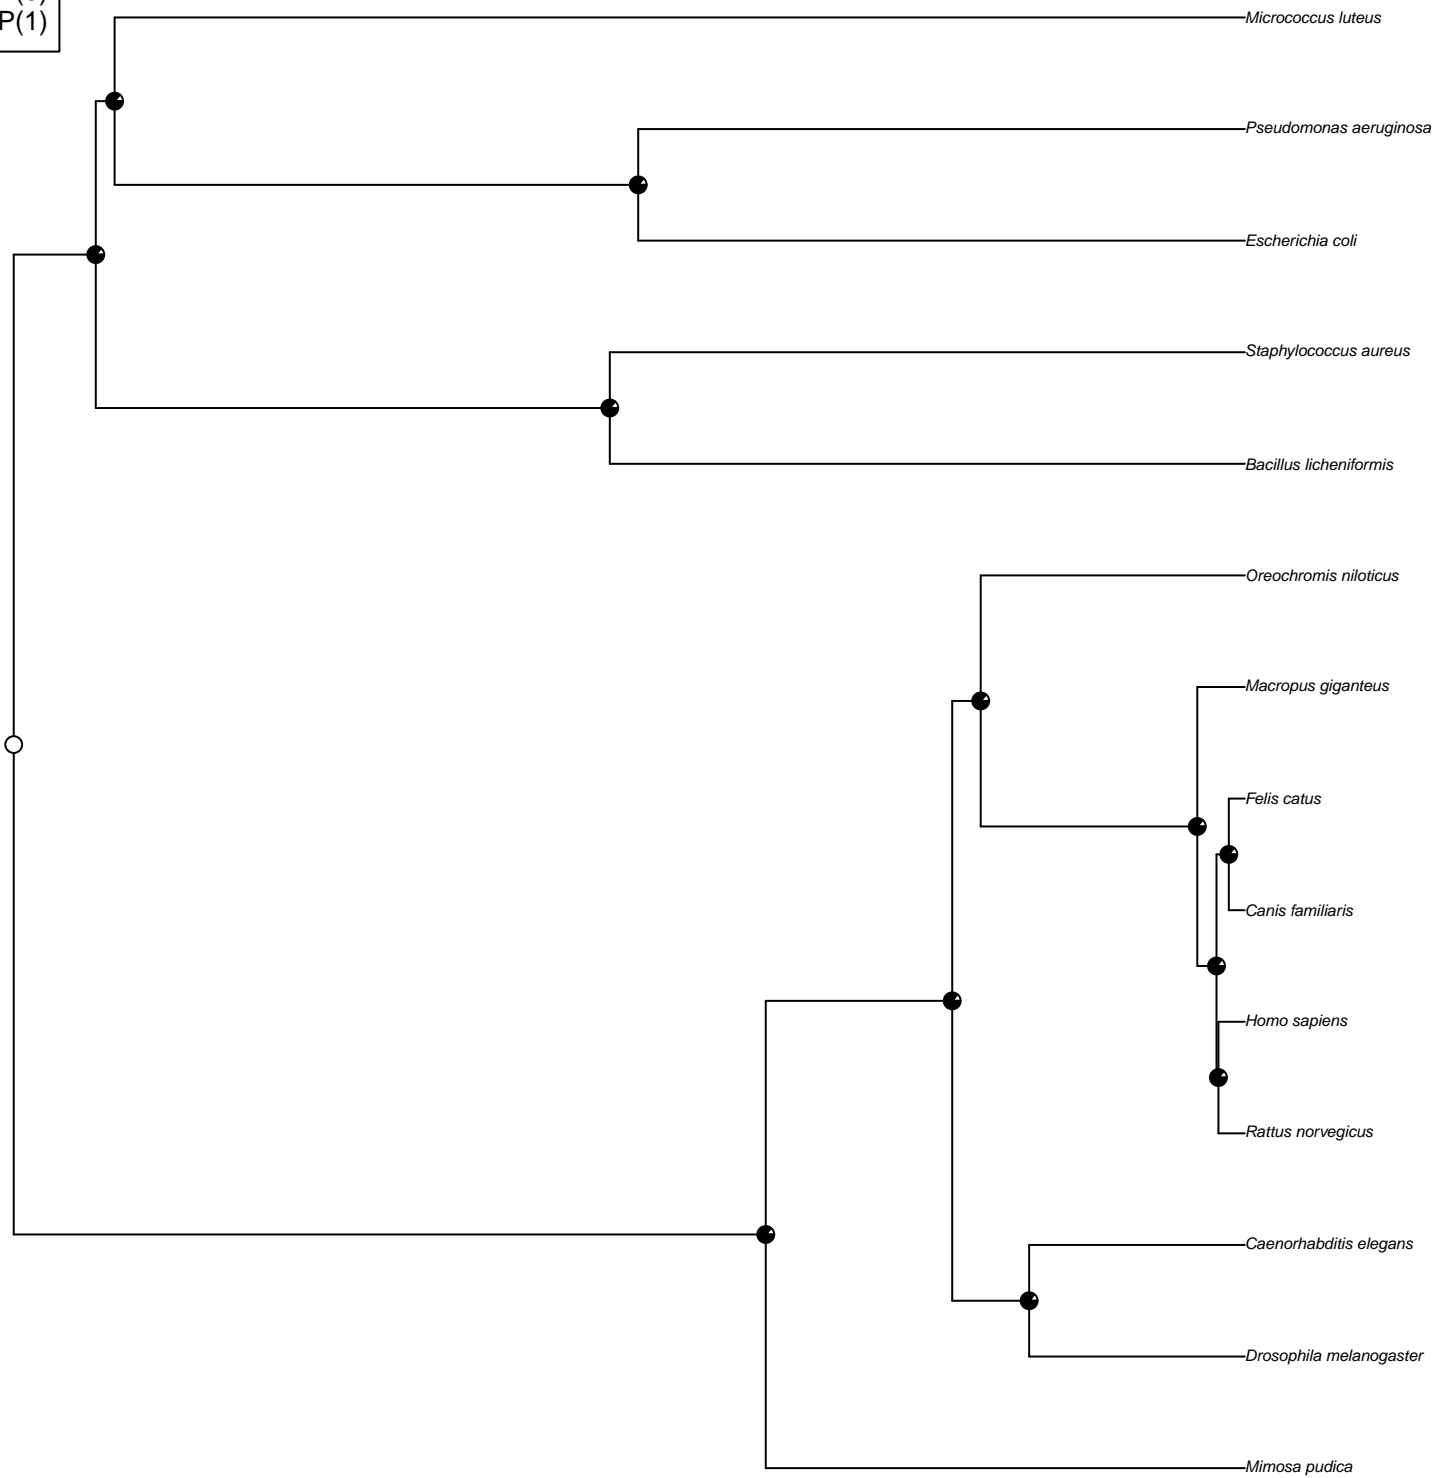 P(1)
Micrococcus luteus
Pseudomonas aeruginosa
Escherichia coli
Staphylococcus aureus
Bacillus licheniformis
Oreochromis niloticus
Macropus giganteus
Felis catus
Canis familiaris
Homo sapiens
Rattus norvegicus
Caenorhabditis elegans
Drosophila melanogaster
Mimosa pudica